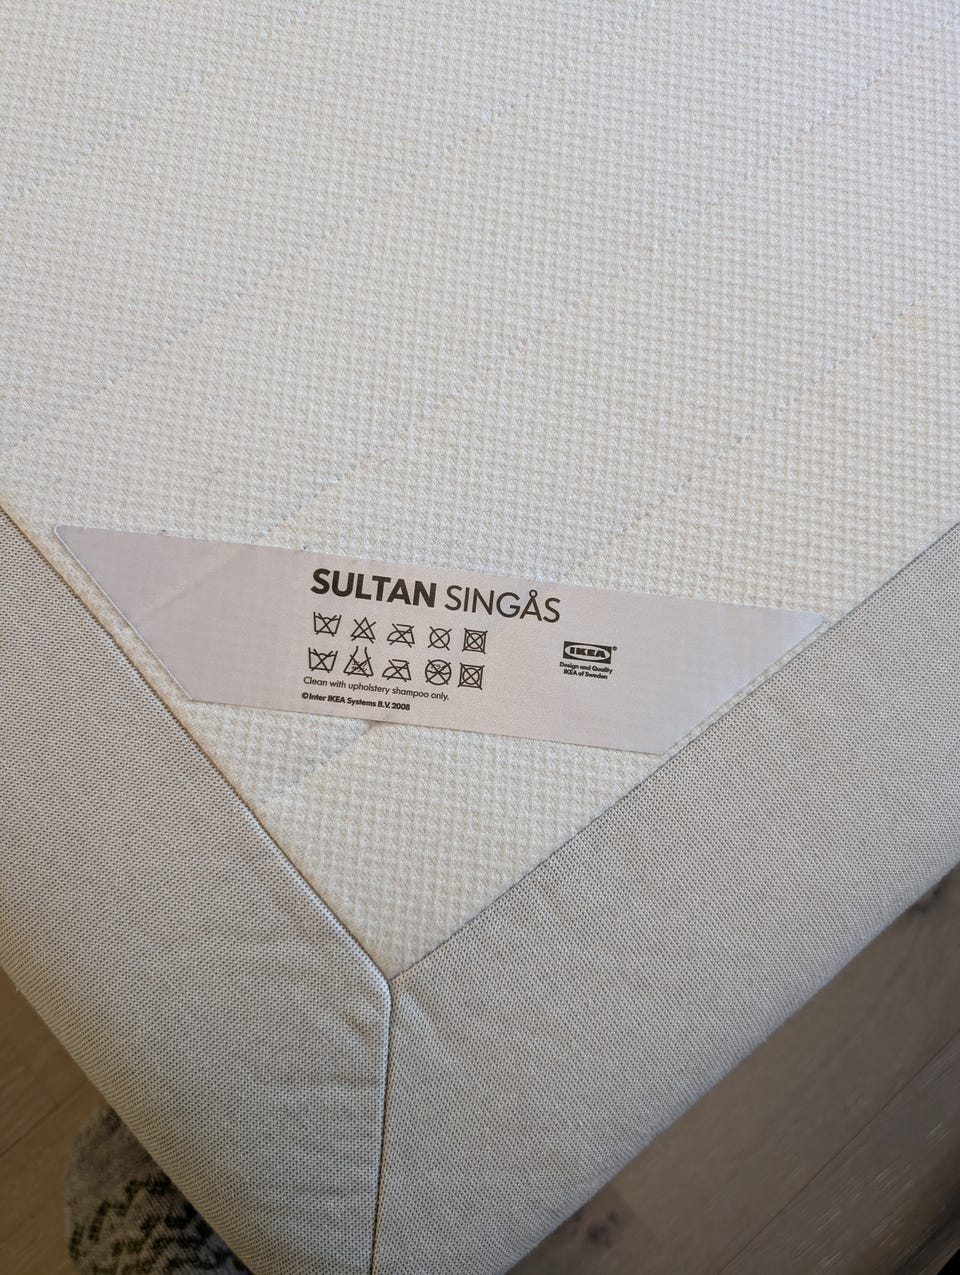 SULTAN SINGÅS
Clean with upholstery shampoo only.
© Inter IKEA Systems B.V. 2008
IKEA®
Design and Quality
IKEA of Sweden